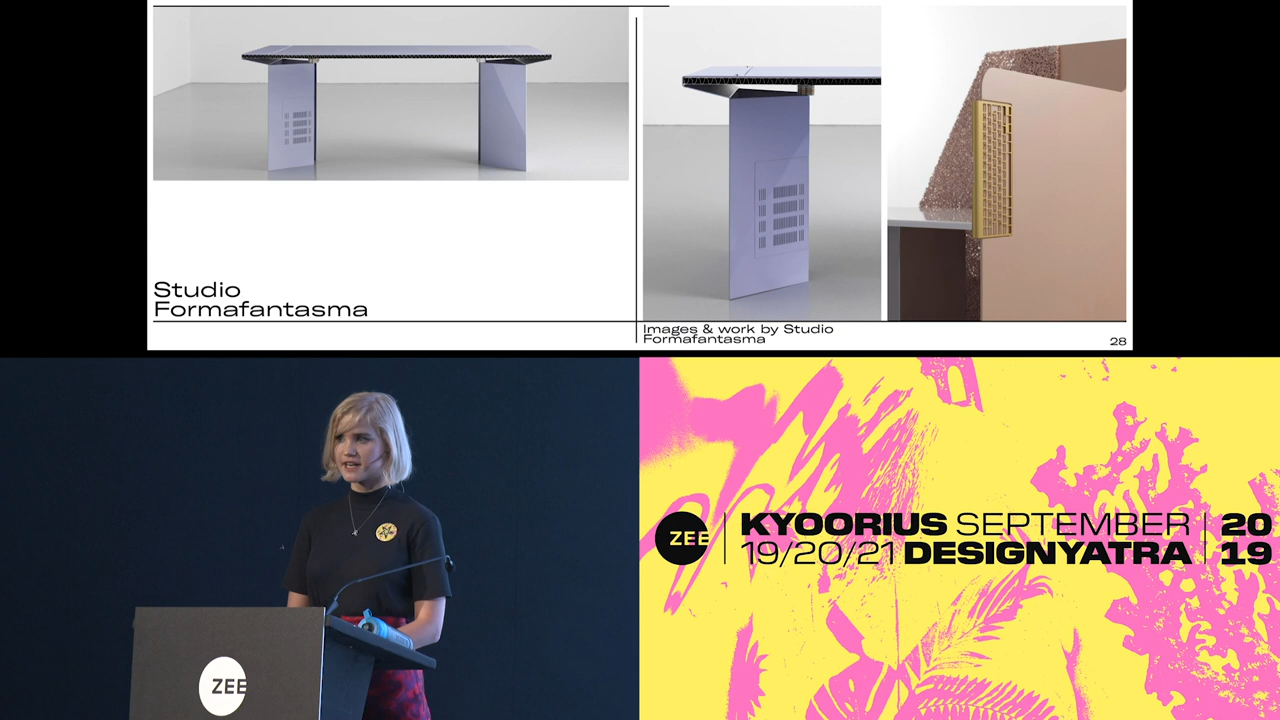 Studio
Formafantasma
Images & work by Studio
Formafantasma
28
ZEE
KYOORIUS SEPTEMBER
19/20/21 DESIGNYATRA
20
19
ZEE